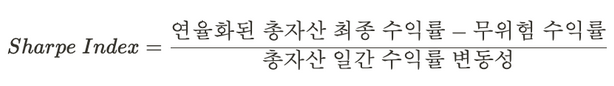 Sharpe Index = 연율화된 총자산 최종 수익률 – 무위험 수익률
총자산 일간 수익률 변동성